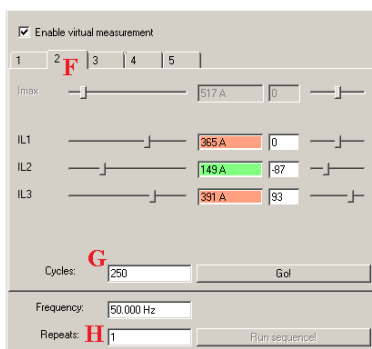 Enable virtual measurement
1 2 F 3 4 5
Imax 517 A 0
IL1 365 A 0
IL2 149 A -87
IL3 391 A 93
Cycles: G 250 Go!
Frequency: 50.000 Hz
Repeats: H 1 Run sequence!